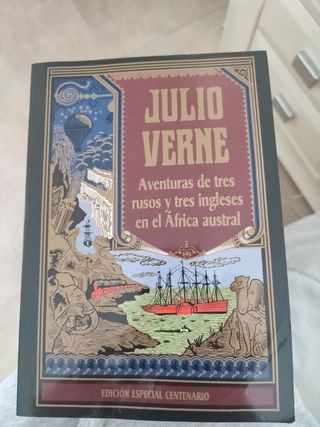 JULIO
VERNE
Aventuras de tres
rusos y tres ingleses
en el África austral
EDICIÓN ESPECIAL CENTENARIO